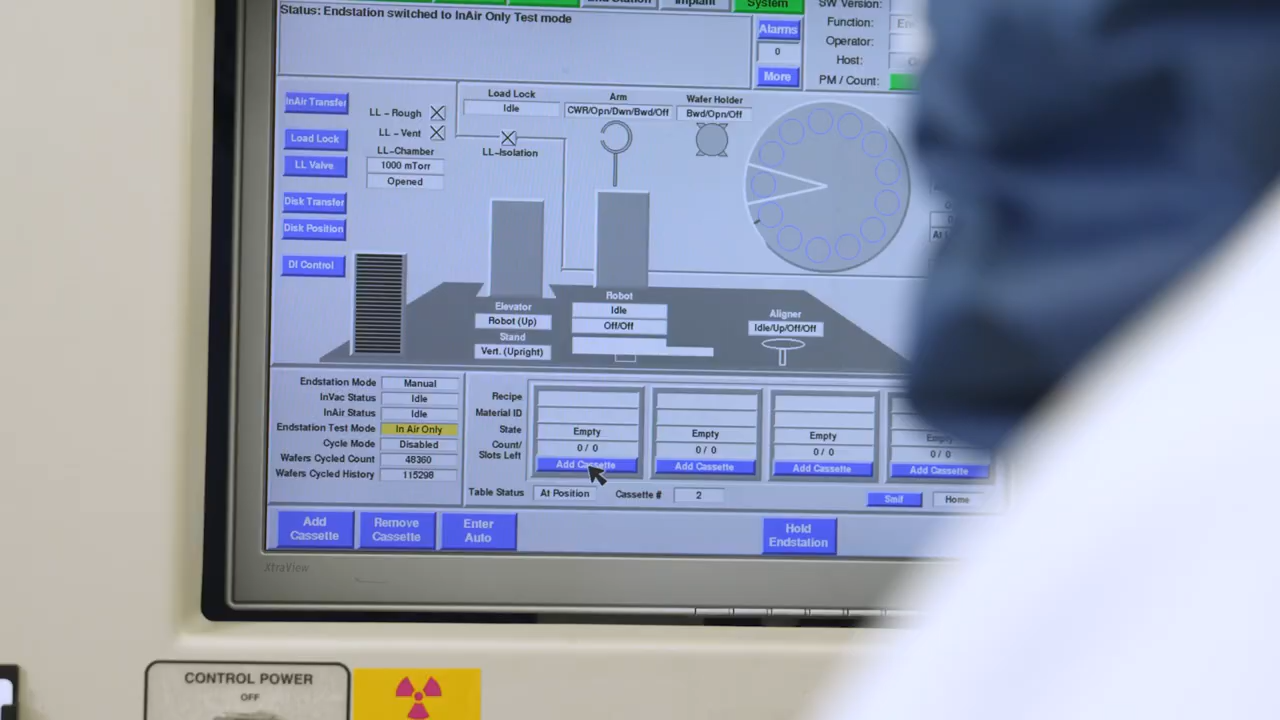 Implant
System
SW Version:
Status: Endstation switched to InAir Only Test mode
Alarms
Function:
0
Operator:
Host:
More
PM / Count:
InAir Transfer
LL - Rough
Load Lock
Arm
Wafer Holder
Idle
CWR/Opn/Dwn/Bwd/Off
Bwd/Opn/Off
Load Lock
LL - Vent
LL-Chamber
LL-Isolation
LL Valve
1000 mTorr
Opened
Disk Transfer
Disk Position
DI Control
Elevator
Robot (Up)
Stand
Vert. (Upright)
Robot
Idle
Off/Off
Aligner
Idle/Up/Off/Off
Endstation Mode Manual
InVac Status Idle
InAir Status Idle
Endstation Test Mode In Air Only
Cycle Mode Disabled
Wafers Cycled Count 48360
Wafers Cycled History 115298
Recipe
Material ID
State Empty Empty Empty Empty
Count/ Slots Left 0 / 0 0 / 0 0 / 0 0 / 0
Add Cassette Add Cassette Add Cassette Add Cassette
Table Status At Position Cassette # 2 Smif Home
Add Cassette
Remove Cassette
Enter Auto
Hold Endstation
XtraView
CONTROL POWER
OFF